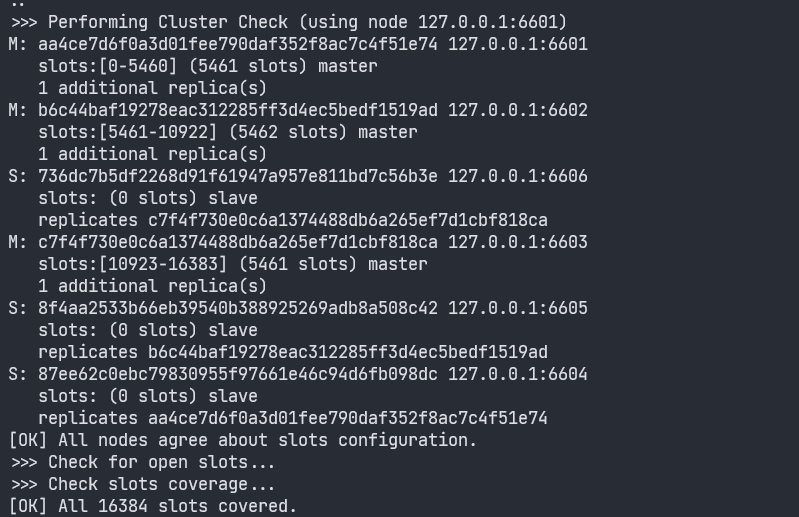 ..
>>> Performing Cluster Check (using node 127.0.0.1:6601)
M: aa4ce7d6f0a3d01fee790daf352f8ac7c4f51e74 127.0.0.1:6601
   slots:[0-5460] (5461 slots) master
   1 additional replica(s)
M: b6c44baf19278eac312285ff3d4ec5bedf1519ad 127.0.0.1:6602
   slots:[5461-10922] (5462 slots) master
   1 additional replica(s)
S: 736dc7b5df2268d91f61947a957e811bd7c56b3e 127.0.0.1:6606
   slots: (0 slots) slave
   replicates c7f4f730e0c6a1374488db6a265ef7d1cbf818ca
M: c7f4f730e0c6a1374488db6a265ef7d1cbf818ca 127.0.0.1:6603
   slots:[10923-16383] (5461 slots) master
   1 additional replica(s)
S: 8f4aa2533b66eb39540b388925269adb8a508c42 127.0.0.1:6605
   slots: (0 slots) slave
   replicates b6c44baf19278eac312285ff3d4ec5bedf1519ad
S: 87ee62c0ebc79830955f97661e46c94d6fb098dc 127.0.0.1:6604
   slots: (0 slots) slave
   replicates aa4ce7d6f0a3d01fee790daf352f8ac7c4f51e74
[OK] All nodes agree about slots configuration.
>>> Check for open slots...
>>> Check slots coverage...
[OK] All 16384 slots covered.